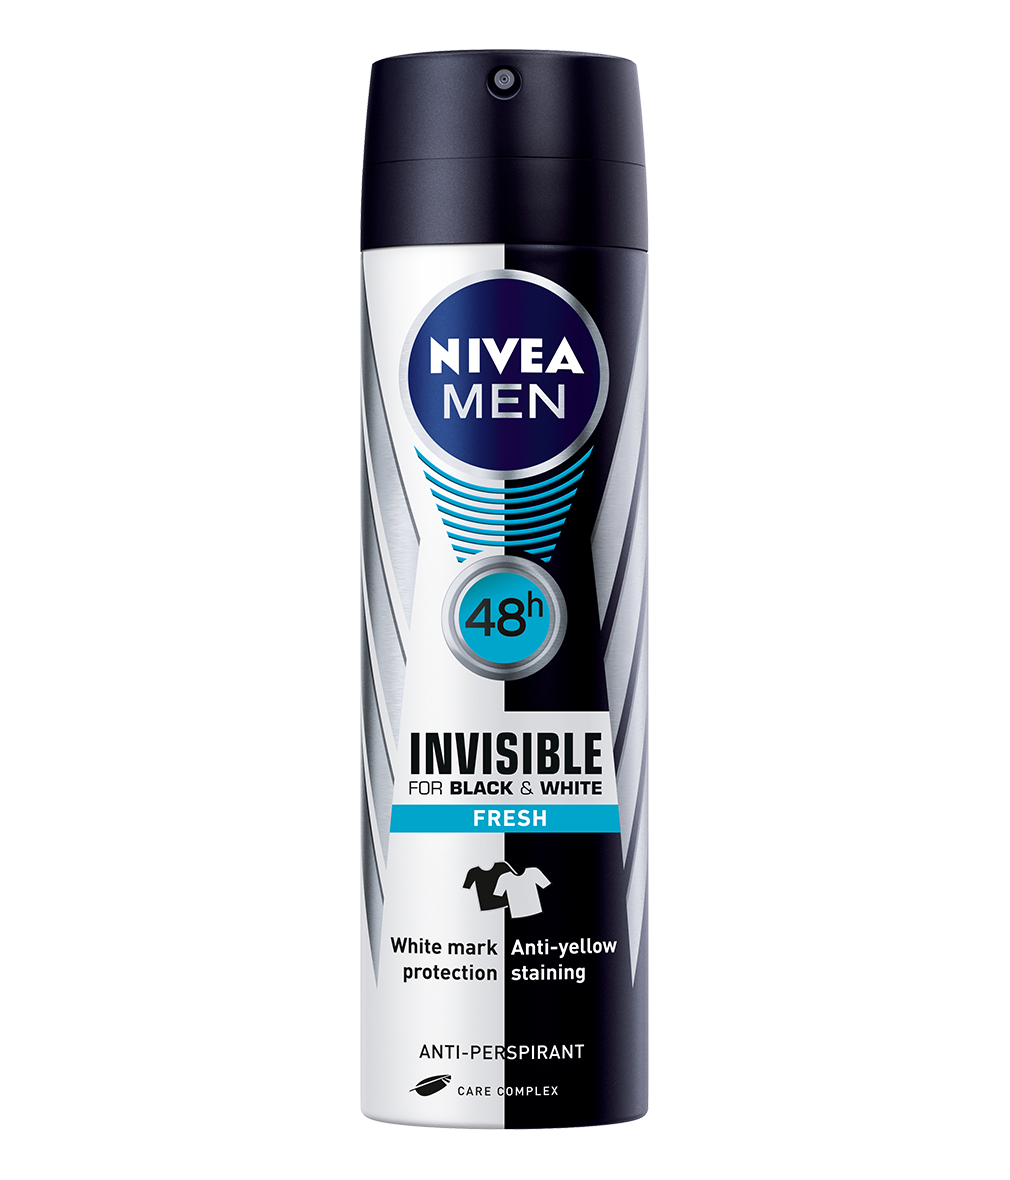 NIVEA
MEN
48h
INVISIBLE
FOR BLACK & WHITE
FRESH
White mark
protection
Anti-yellow
staining
ANTI-PERSPIRANT
CARE COMPLEX